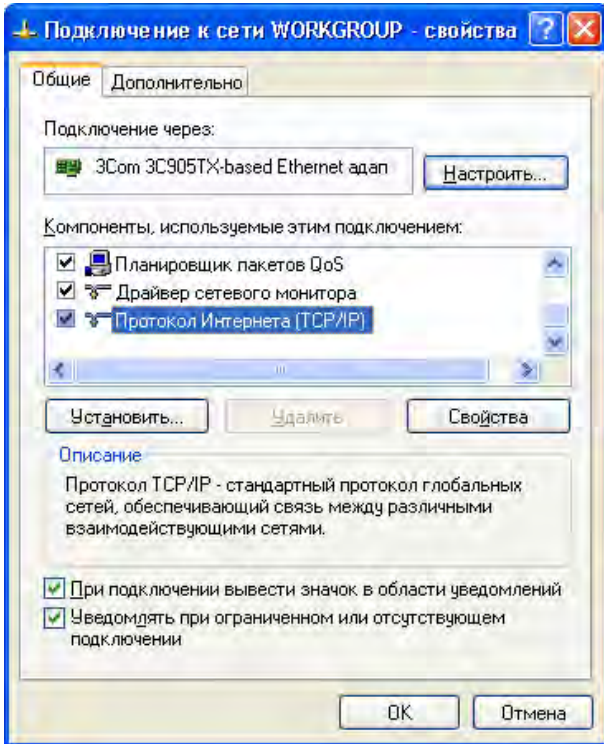 Подключение к сети WORKGROUP - свойства
Общие
Дополнительно
Подключение через:
3Com 3C905TX-based Ethernet адап
Настроить...
Компоненты, используемые этим подключением:
Планировщик пакетов QoS
Драйвер сетевого монитора
Протокол Интернета (TCP/IP)
Установить...
Удалить
Свойства
Описание
Протокол TCP/IP - стандартный протокол глобальных
сетей, обеспечивающий связь между различными
взаимодействующими сетями.
При подключении вывести значок в области уведомлений
Уведомлять при ограниченном или отсутствующем
подключении
OK
Отмена